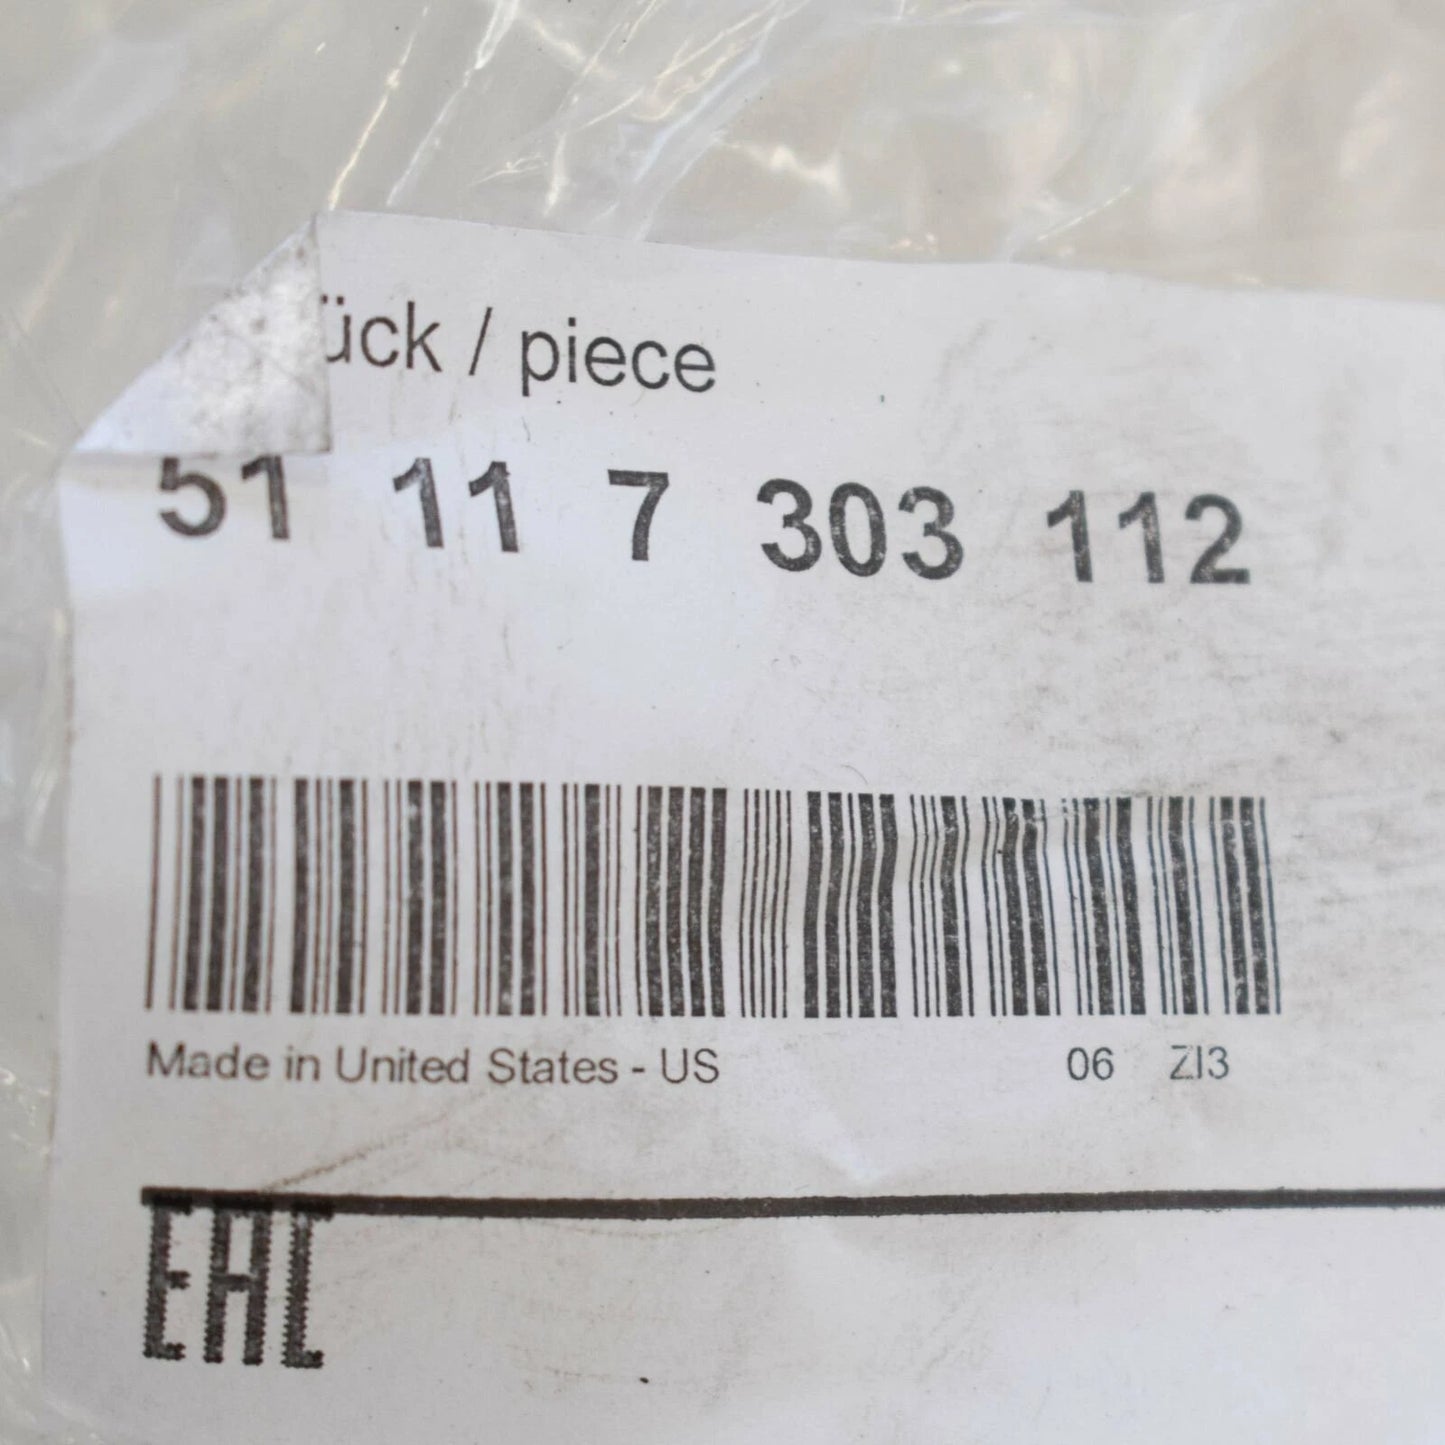 ück / piece
51 11 7 303 112
Made in United States - US 06 ZI3
EAC